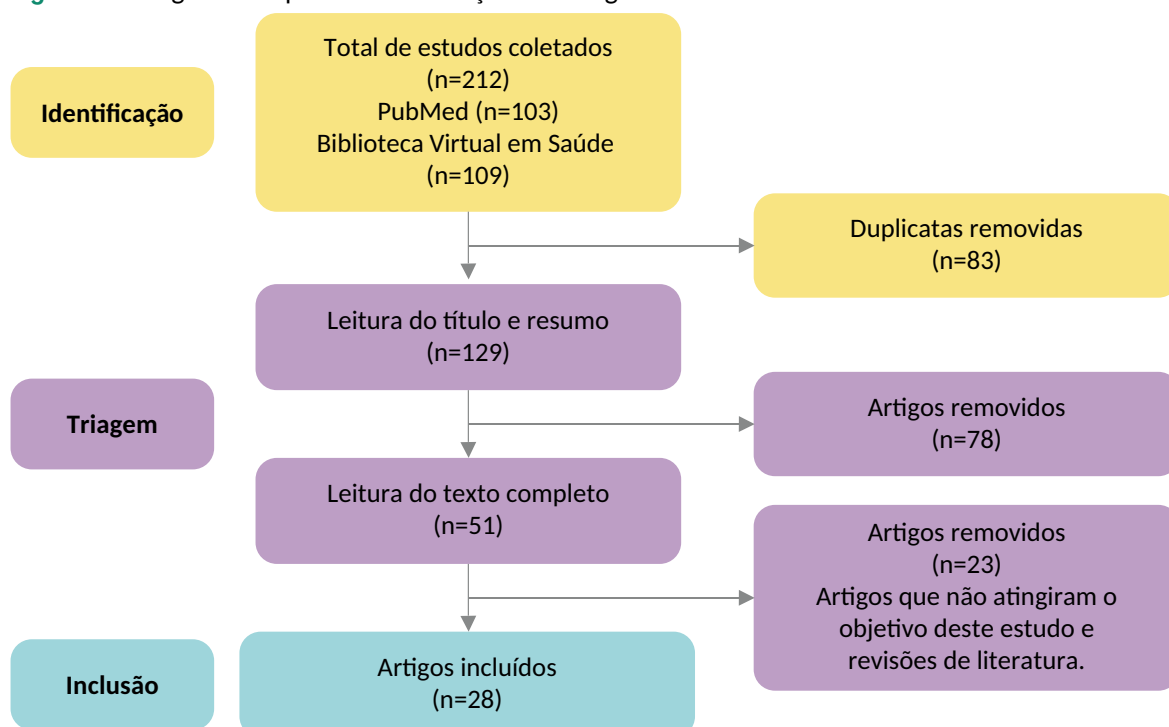 Total de estudos coletados
(n=212)
PubMed (n=103)
Biblioteca Virtual em Saúde
(n=109)
Identificação
Duplicatas removidas
(n=83)
Leitura do título e resumo
(n=129)
Triagem
Artigos removidos
(n=78)
Leitura do texto completo
(n=51)
Artigos removidos
(n=23)
Artigos que não atingiram o
objetivo deste estudo e
revisões de literatura.
Inclusão
Artigos incluídos
(n=28)